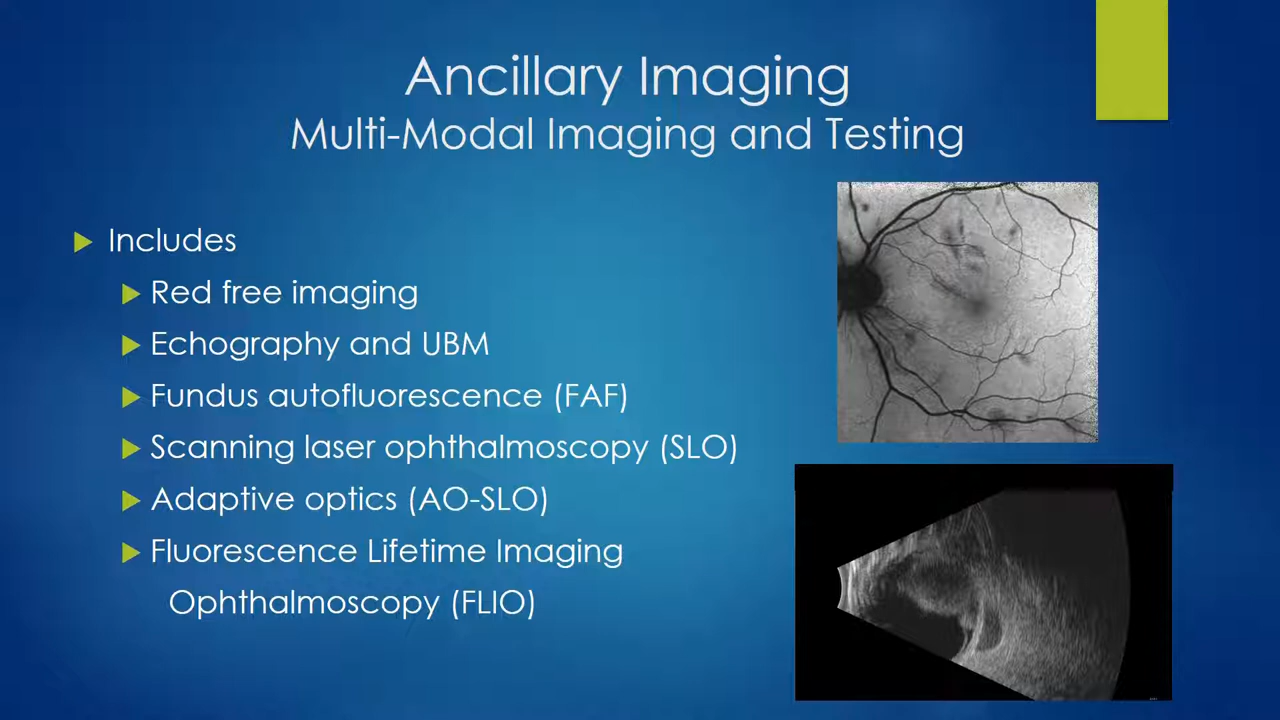 Ancillary Imaging
Multi-Modal Imaging and Testing
Includes
Red free imaging
Echography and UBM
Fundus autofluorescence (FAF)
Scanning laser ophthalmoscopy (SLO)
Adaptive optics (AO-SLO)
Fluorescence Lifetime Imaging
Ophthalmoscopy (FLIO)